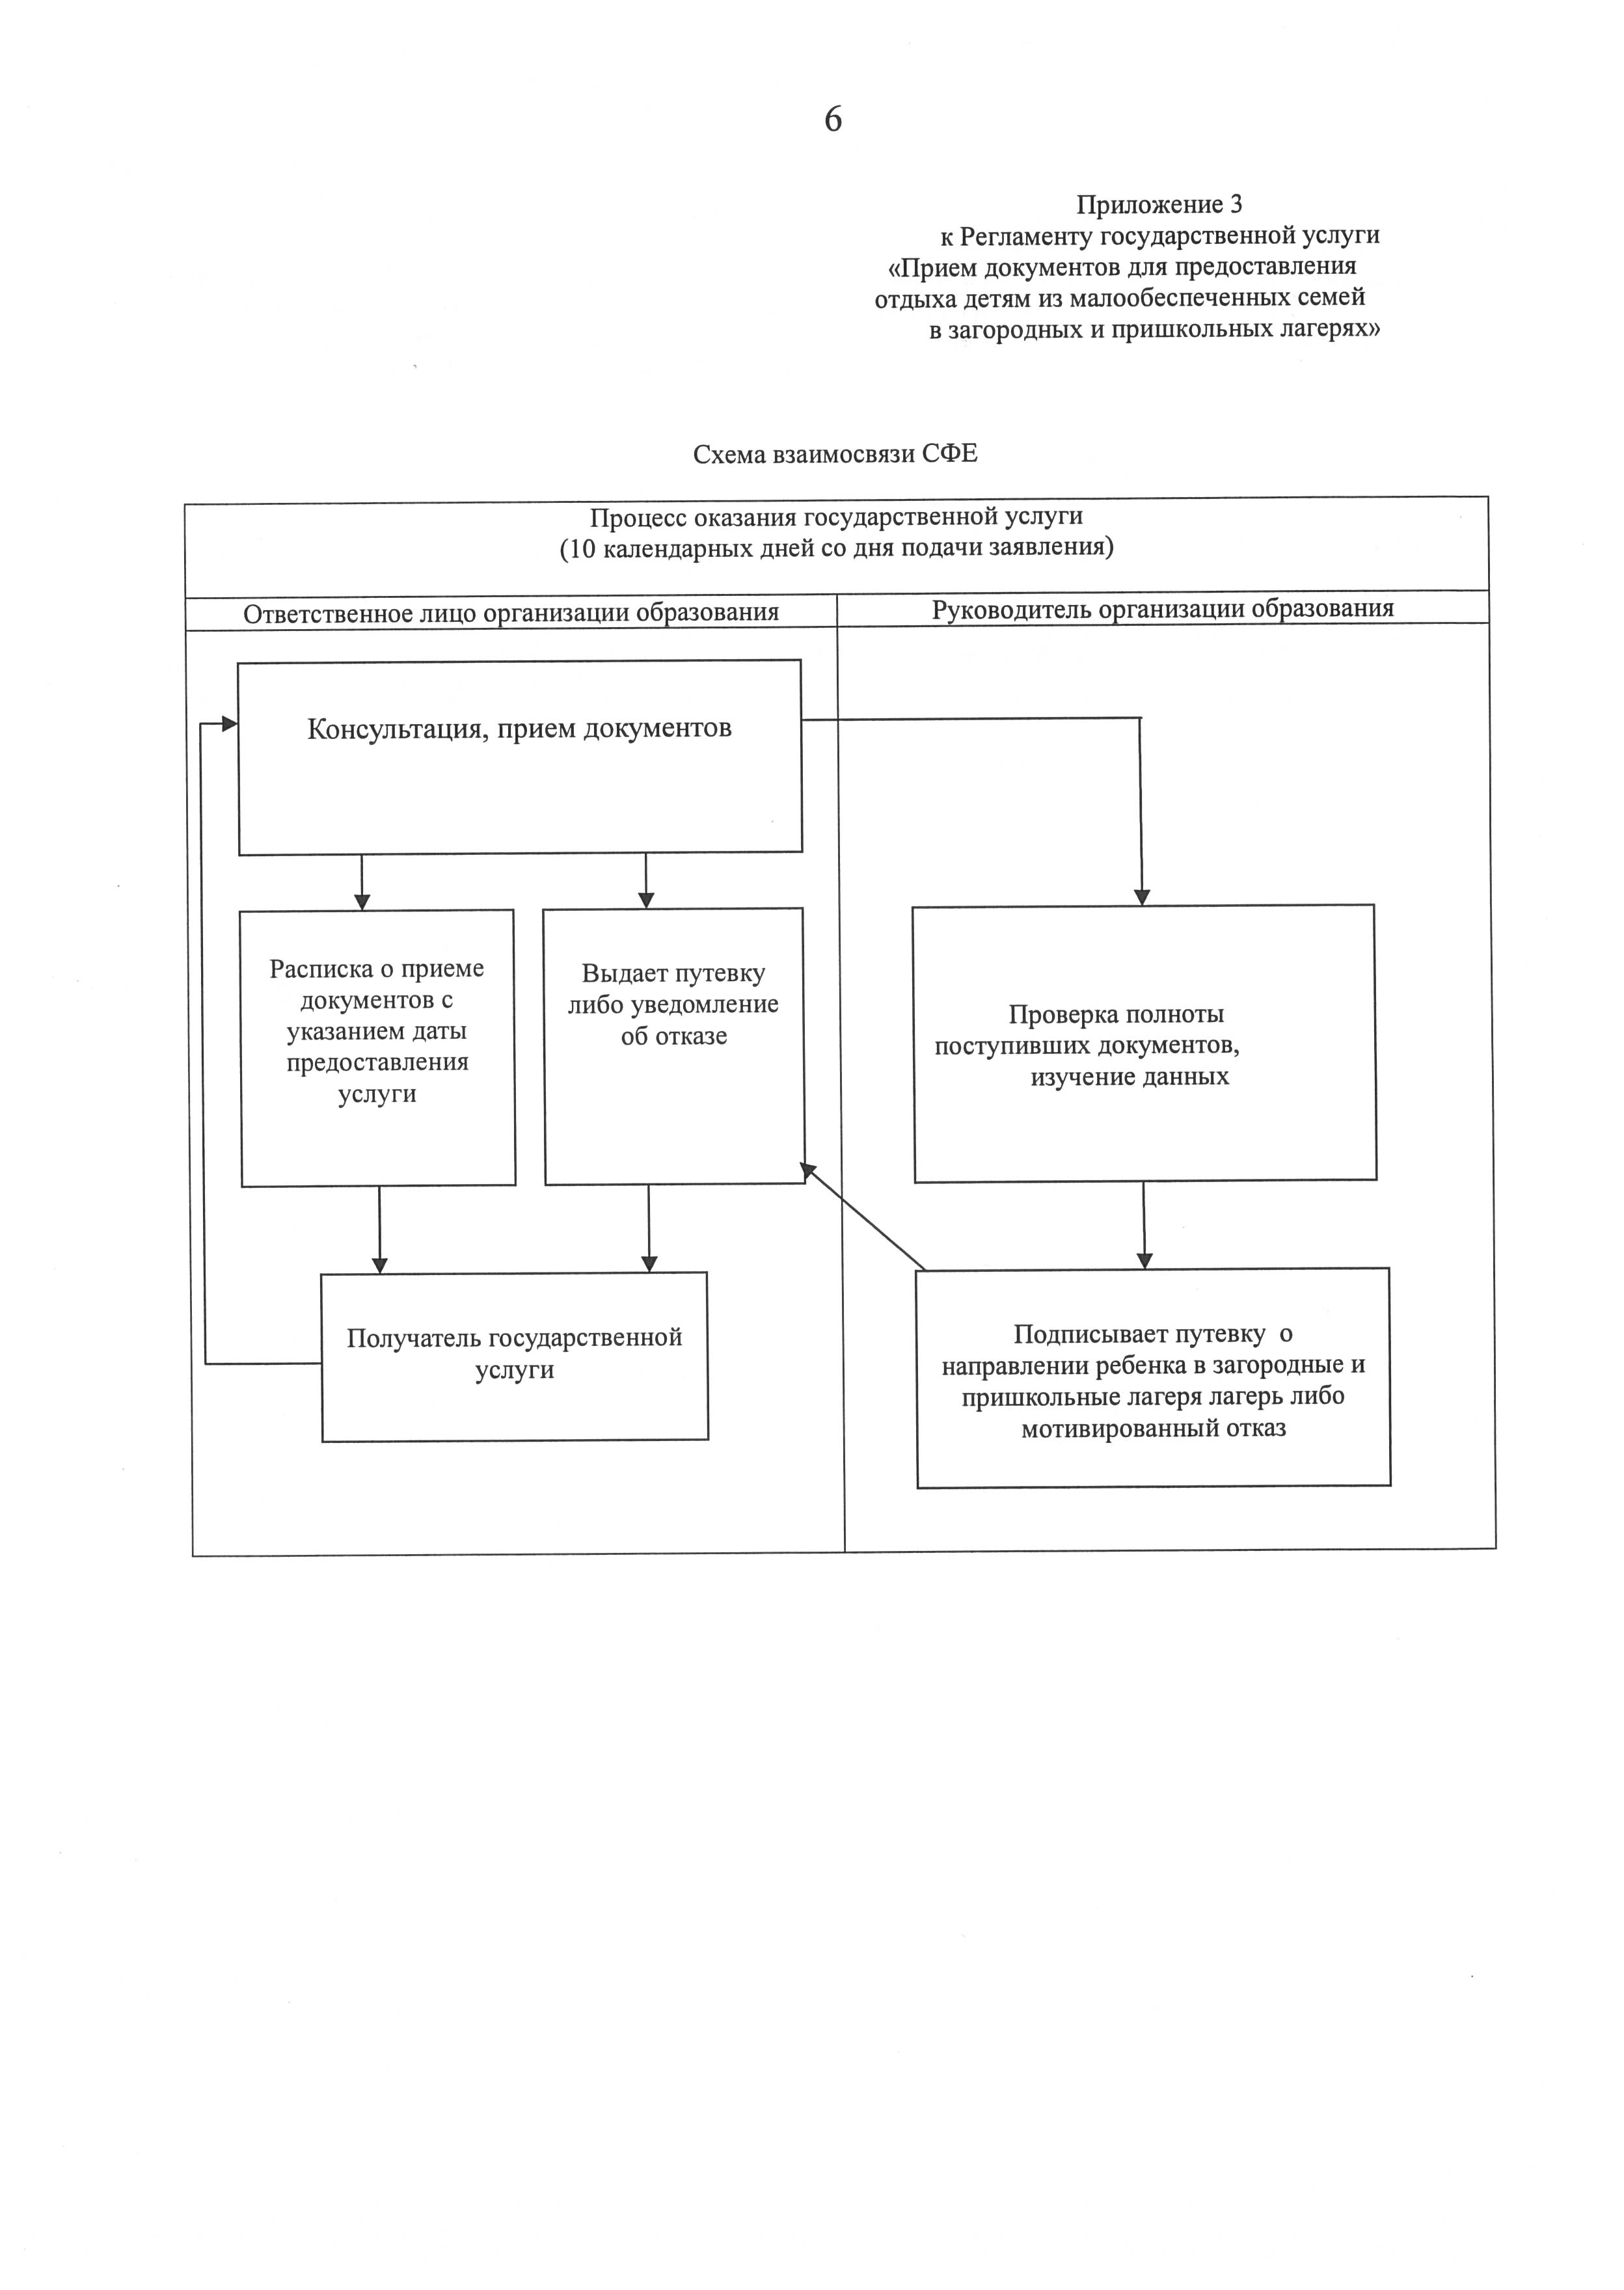 6
Приложение 3
к Регламенту государственной услуги
«Прием документов для предоставления
отдыха детям из малообеспеченных семей
в загородных и пришкольных лагерях»
Схема взаимосвязи СФЕ
Процесс оказания государственной услуги
(10 календарных дней со дня подачи заявления)
Ответственное лицо организации образования
Руководитель организации образования
Консультация, прием документов
Расписка о приеме
документов с
указанием даты
предоставления
услуги
Выдает путевку
либо уведомление
об отказе
Проверка полноты
поступивших документов,
изучение данных
Получатель государственной
услуги
Подписывает путевку о
направлении ребенка в загородные и
пришкольные лагеря лагерь либо
мотивированный отказ